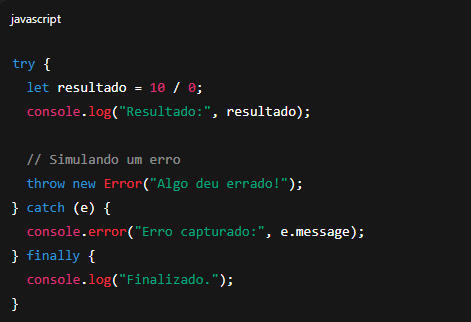 javascript
try {
  let resultado = 10 / 0;
  console.log("Resultado:", resultado);

  // Simulando um erro
  throw new Error("Algo deu errado!");
} catch (e) {
  console.error("Erro capturado:", e.message);
} finally {
  console.log("Finalizado.");
}